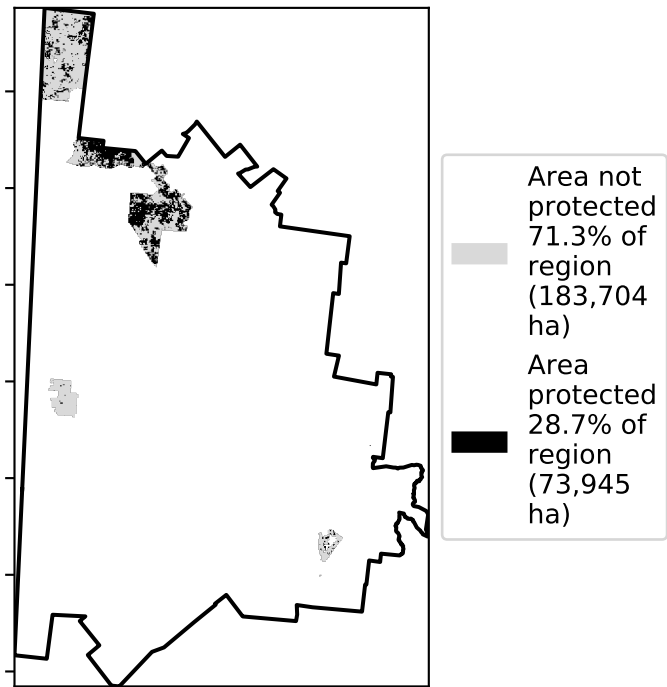 Area not
protected
71.3% of
region
(183,704
ha)
Area
protected
28.7% of
region
(73,945
ha)